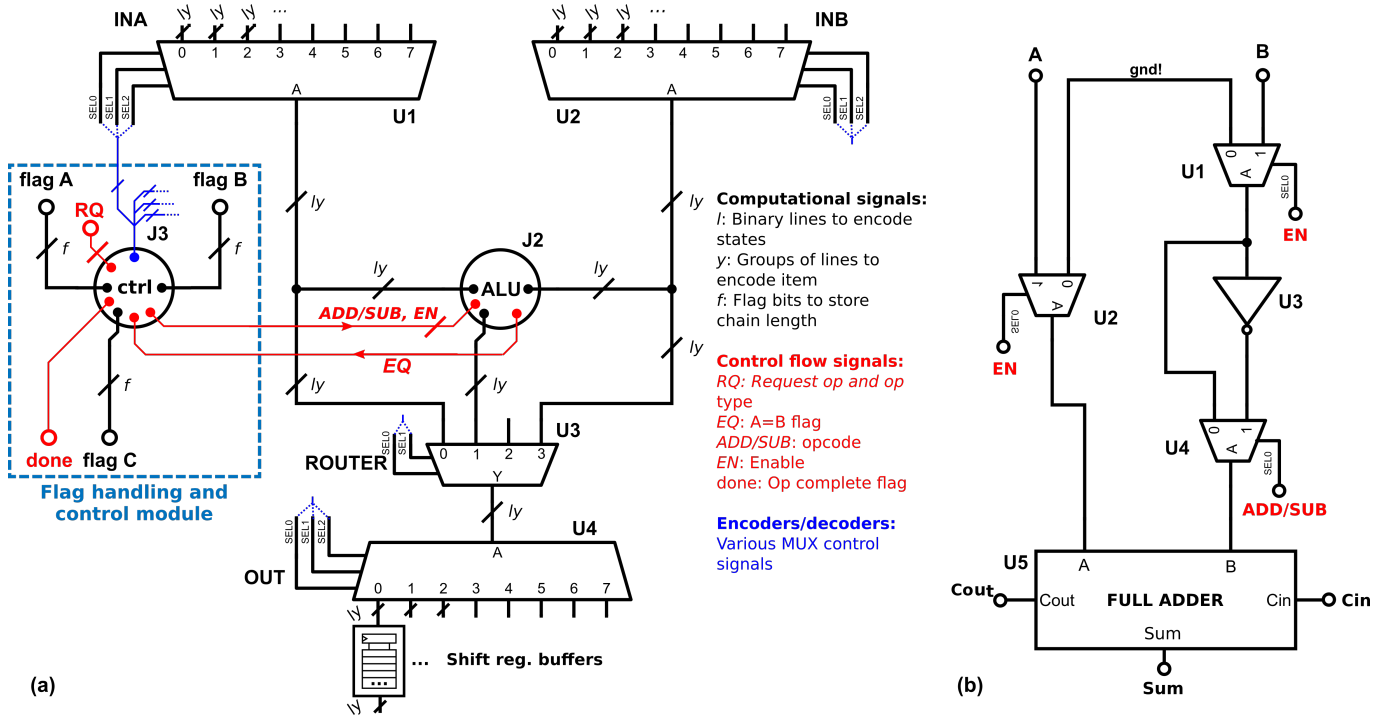 INA
ly ly ly ...
0 1 2 3 4 5 6 7
A
U1
SEL0 SEL1 SEL2
INB
ly ly ly ...
0 1 2 3 4 5 6 7
A
U2
SEL0 SEL1 SEL2
flag A
flag B
RQ
J3
f
f
ctrl
f
done
flag C
Flag handling and
control module
ly
ly
ly
ly
J2
ALU
ADD/SUB, EN
EQ
ly
ly
ly
U3
ROUTER
SEL0 SEL1
0 1 2 3
Y
ly
U4
OUT
SEL0 SEL1 SEL2
A
0 1 2 3 4 5 6 7
ly
... Shift reg. buffers
ly
(a)
Computational signals:
l: Binary lines to encode
states
y: Groups of lines to
encode item
f: Flag bits to store
chain length
Control flow signals:
RQ: Request op and op
type
EQ: A=B flag
ADD/SUB: opcode
EN: Enable
done: Op complete flag
Encoders/decoders:
Various MUX control
signals
A
B
gnd!
0 1
A
U1
SEL0
EN
1 0
A
U2
SEL0
EN
U3
0 1
A
U4
SEL0
ADD/SUB
U5
A
B
Cout
Cout
FULL ADDER
Cin
Cin
Sum
Sum
(b)